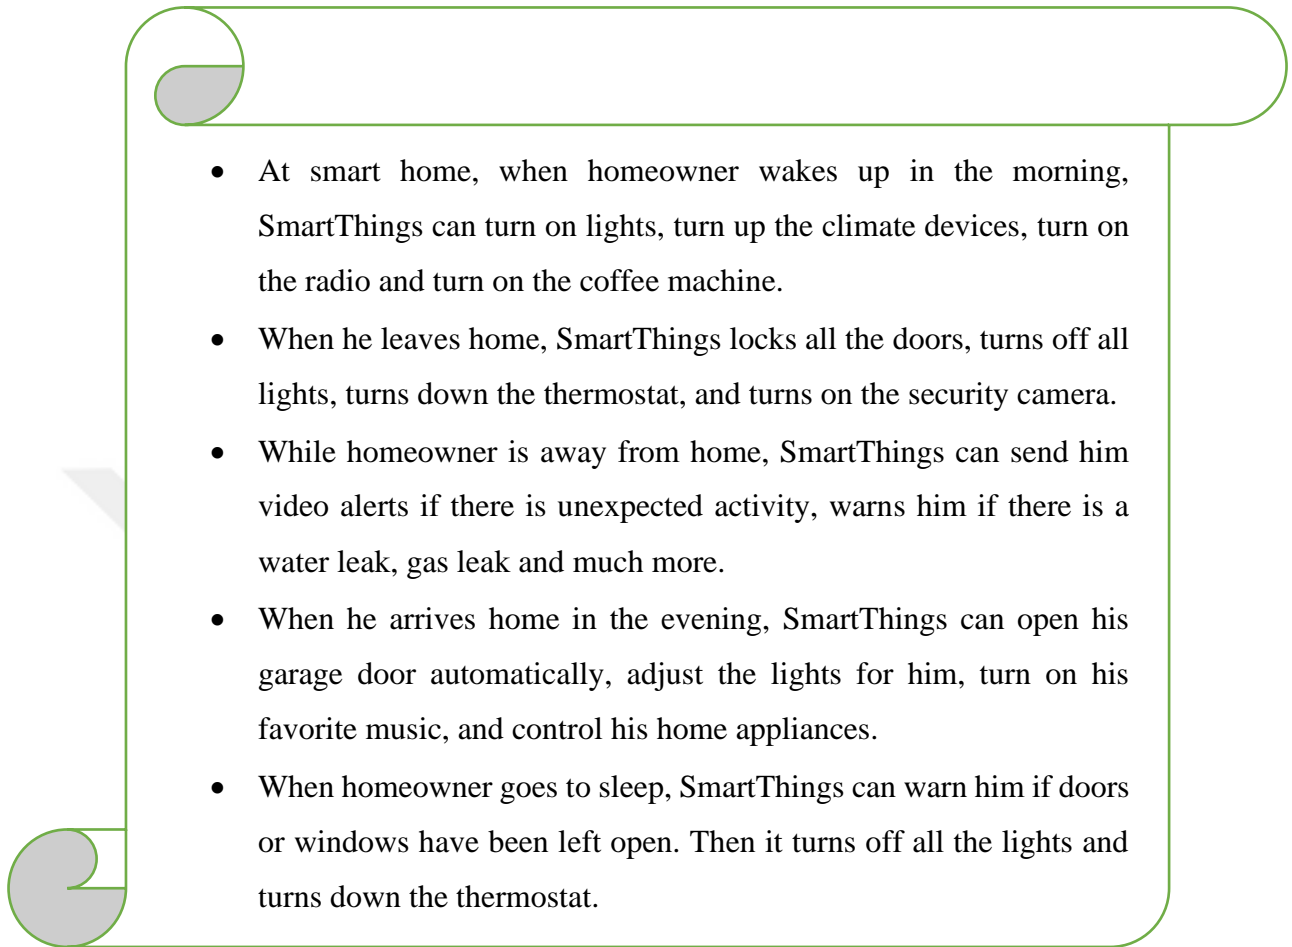 • At smart home, when homeowner wakes up in the morning,
SmartThings can turn on lights, turn up the climate devices, turn on
the radio and turn on the coffee machine.
• When he leaves home, SmartThings locks all the doors, turns off all
lights, turns down the thermostat, and turns on the security camera.
• While homeowner is away from home, SmartThings can send him
video alerts if there is unexpected activity, warns him if there is a
water leak, gas leak and much more.
• When he arrives home in the evening, SmartThings can open his
garage door automatically, adjust the lights for him, turn on his
favorite music, and control his home appliances.
• When homeowner goes to sleep, SmartThings can warn him if doors
or windows have been left open. Then it turns off all the lights and
turns down the thermostat.